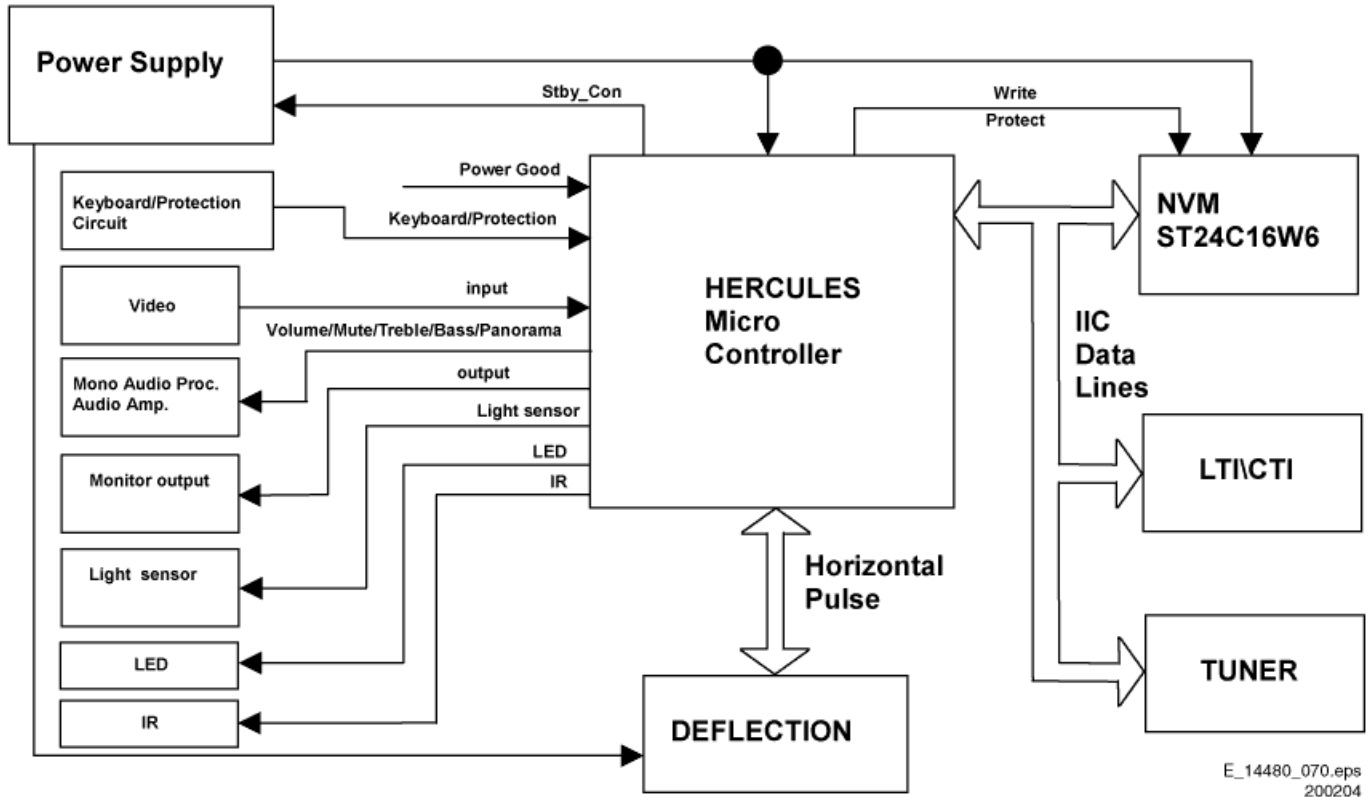 Power Supply
Stby_Con
Write
Protect
Power Good
Keyboard/Protection
Circuit
Keyboard/Protection
NVM
ST24C16W6
Video
input
HERCULES
Micro
Controller
Volume/Mute/Treble/Bass/Panorama
IIC
Data
Lines
Mono Audio Proc.
Audio Amp.
output
Light sensor
LED
IR
Monitor output
LTI\CTI
Light sensor
Horizontal
Pulse
LED
TUNER
IR
DEFLECTION
E_14480_070.eps
200204